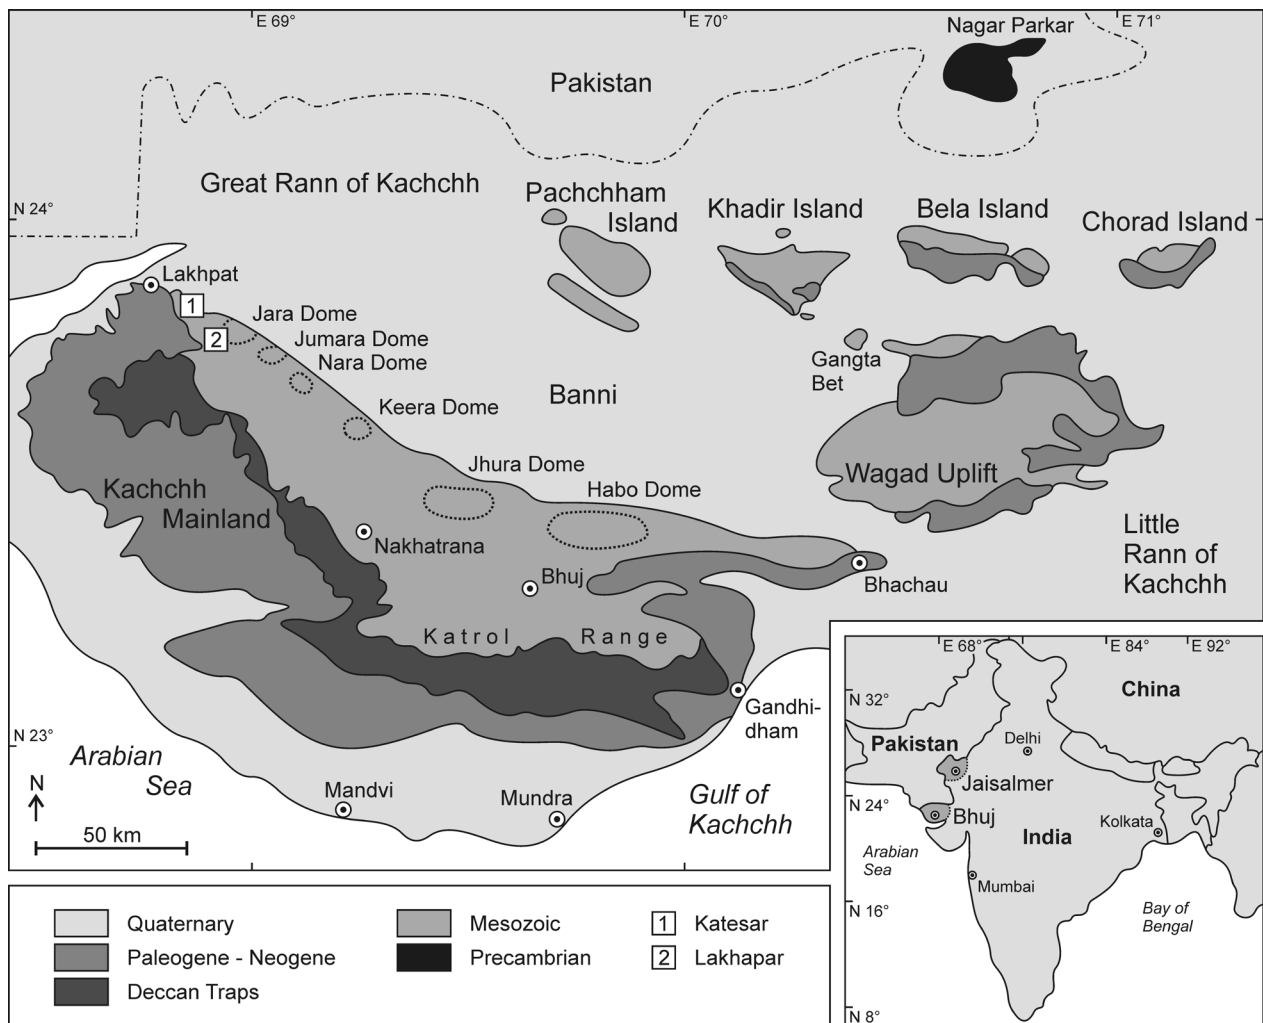 E 69°
E 70°
E 71°
Nagar Parkar
Pakistan
Great Rann of Kachchh
N 24°
Pachchham
Island
Khadir Island
Bela Island
Chorad Island
Lakhpat
1
2
Jara Dome
Jumara Dome
Nara Dome
Gangta
Bet
Keera Dome
Banni
Jhura Dome
Habo Dome
Wagad Uplift
Kachchh
Mainland
Nakhatrana
Bhuj
Bhachau
Little
Rann of
Kachchh
Katrol Range
Gandhi-
dham
N 23°
Arabian
Sea
Mandvi
Mundra
Gulf of
Kachchh
N
50 km
E 68°
E 84°
E 92°
China
N 32°
Pakistan
Delhi
Jaisalmer
N 24°
Bhuj
India
Kolkata
Arabian
Sea
Mumbai
N 16°
Bay of
Bengal
N 8°
Quaternary
Paleogene - Neogene
Deccan Traps
Mesozoic
Precambrian
1 Katesar
2 Lakhapar